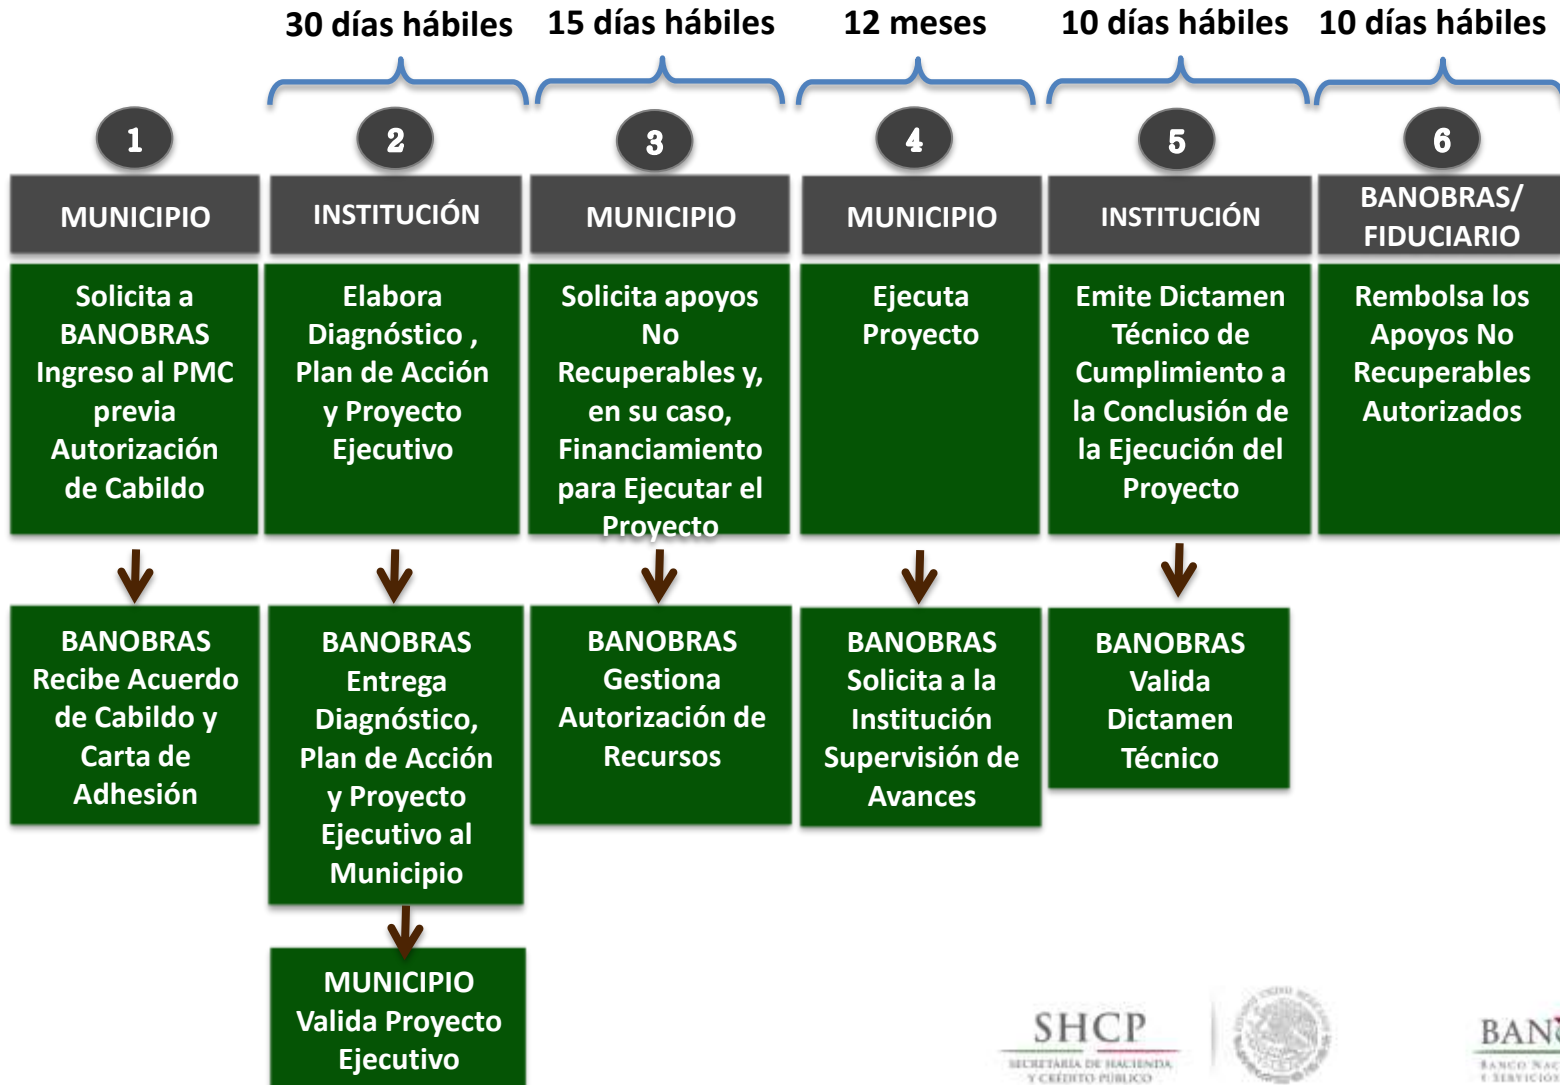 30 días hábiles
15 días hábiles
12 meses
10 días hábiles
10 días hábiles
1
2
3
4
5
6
MUNICIPIO
INSTITUCIÓN
MUNICIPIO
MUNICIPIO
INSTITUCIÓN
BANOBRAS/
FIDUCIARIO
Solicita a
BANOBRAS
Ingreso al PMC
previa
Autorización
de Cabildo
Elabora
Diagnóstico ,
Plan de Acción
y Proyecto
Ejecutivo
Solicita apoyos
No
Recuperables y,
en su caso,
Financiamiento
para Ejecutar el
Proyecto
Ejecuta
Proyecto
Emite Dictamen
Técnico de
Cumplimiento a
la Conclusión de
la Ejecución del
Proyecto
Rembolsa los
Apoyos No
Recuperables
Autorizados
BANOBRAS
Recibe Acuerdo
de Cabildo y
Carta de
Adhesión
BANOBRAS
Entrega
Diagnóstico,
Plan de Acción
y Proyecto
Ejecutivo al
Municipio
BANOBRAS
Gestiona
Autorización de
Recursos
BANOBRAS
Solicita a la
Institución
Supervisión de
Avances
BANOBRAS
Valida
Dictamen
Técnico
MUNICIPIO
Valida Proyecto
Ejecutivo
SHCP
SECRETARÍA DE HACIENDA
Y CRÉDITO PÚBLICO
BANCO